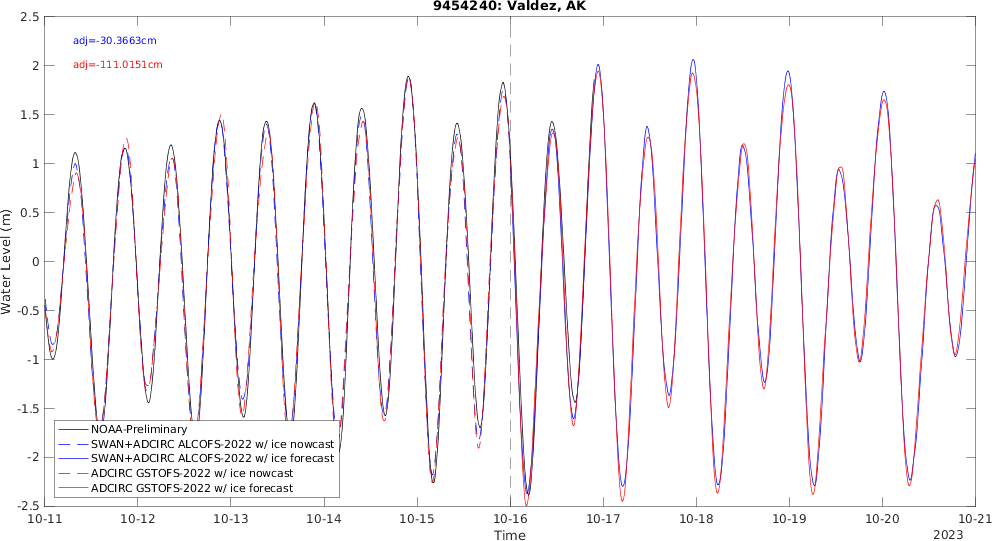 9454240: Valdez, AK
adj=-30.3663cm
adj=-111.0151cm
Water Level (m)
2.5
2
1.5
1
0.5
0
-0.5
-1
-1.5
-2
-2.5
NOAA-Preliminary
SWAN+ADCIRC ALCOFS-2022 w/ ice nowcast
SWAN+ADCIRC ALCOFS-2022 w/ ice forecast
ADCIRC GSTOFS-2022 w/ ice nowcast
ADCIRC GSTOFS-2022 w/ ice forecast
10-11 10-12 10-13 10-14 10-15 10-16 10-17 10-18 10-19 10-20 10-21
Time
2023